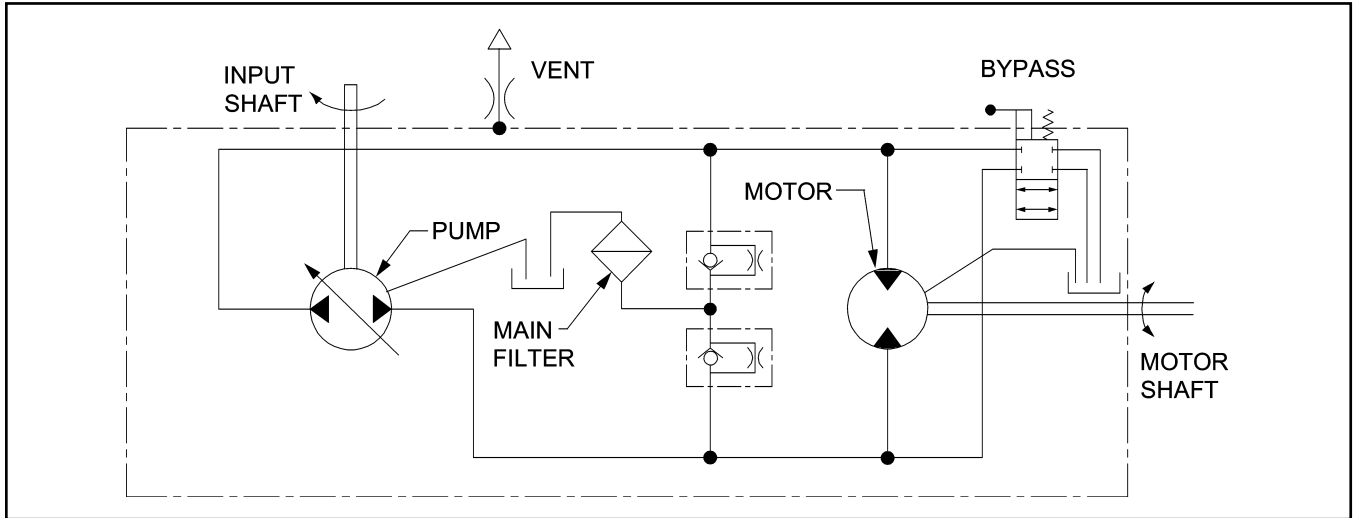 INPUT
SHAFT
VENT
BYPASS
MOTOR
PUMP
MAIN
FILTER
MOTOR
SHAFT